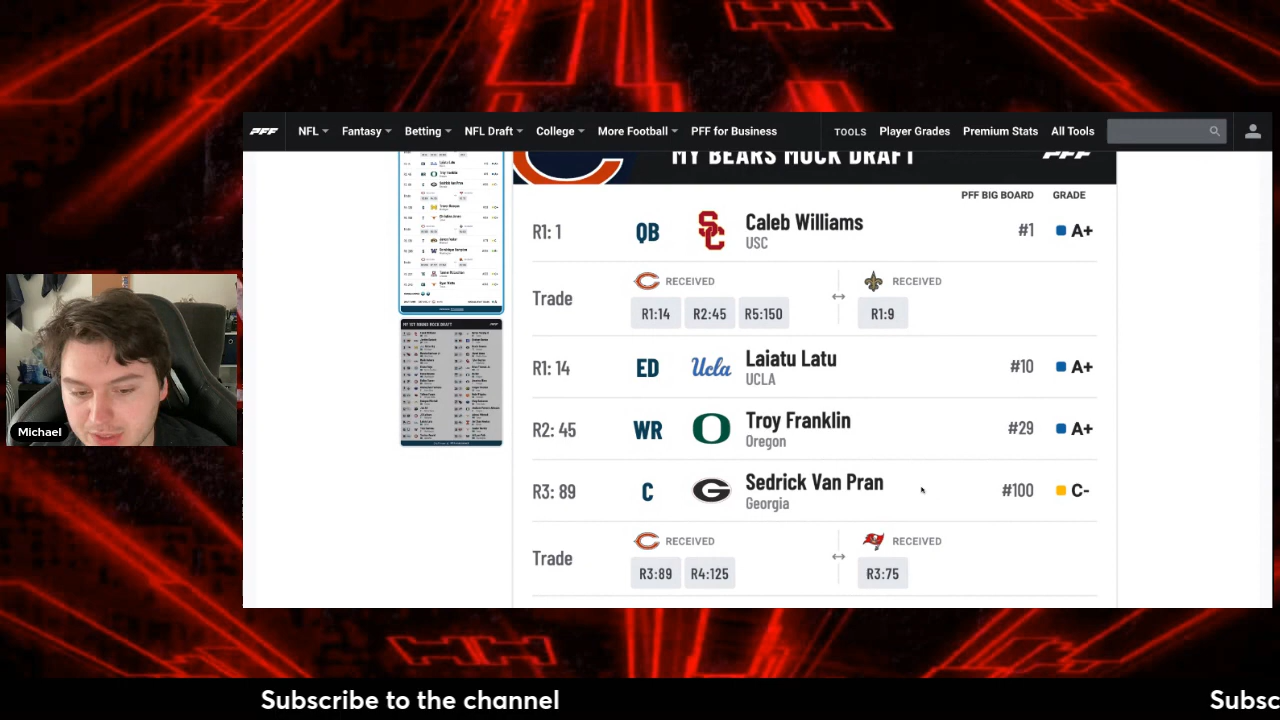 PFF
NFL
Fantasy
Betting
NFL Draft
College
More Football
PFF for Business
TOOLS
Player Grades
Premium Stats
All Tools
MY BEARS MOCK DRAFT
PFF
PFF BIG BOARD
GRADE
R1: 1
QB
SC
Caleb Williams
USC
#1
A+
Trade
RECEIVED
R1:14
R2:45
R5:150
RECEIVED
R1:9
R1: 14
ED
Ucla
Laiatu Latu
UCLA
#10
A+
R2: 45
WR
O
Troy Franklin
Oregon
#29
A+
R3: 89
C
G
Sedrick Van Pran
Georgia
#100
C-
Trade
RECEIVED
R3:89
R4:125
RECEIVED
R3:75
Michael
Subscribe to the channel
Subsc